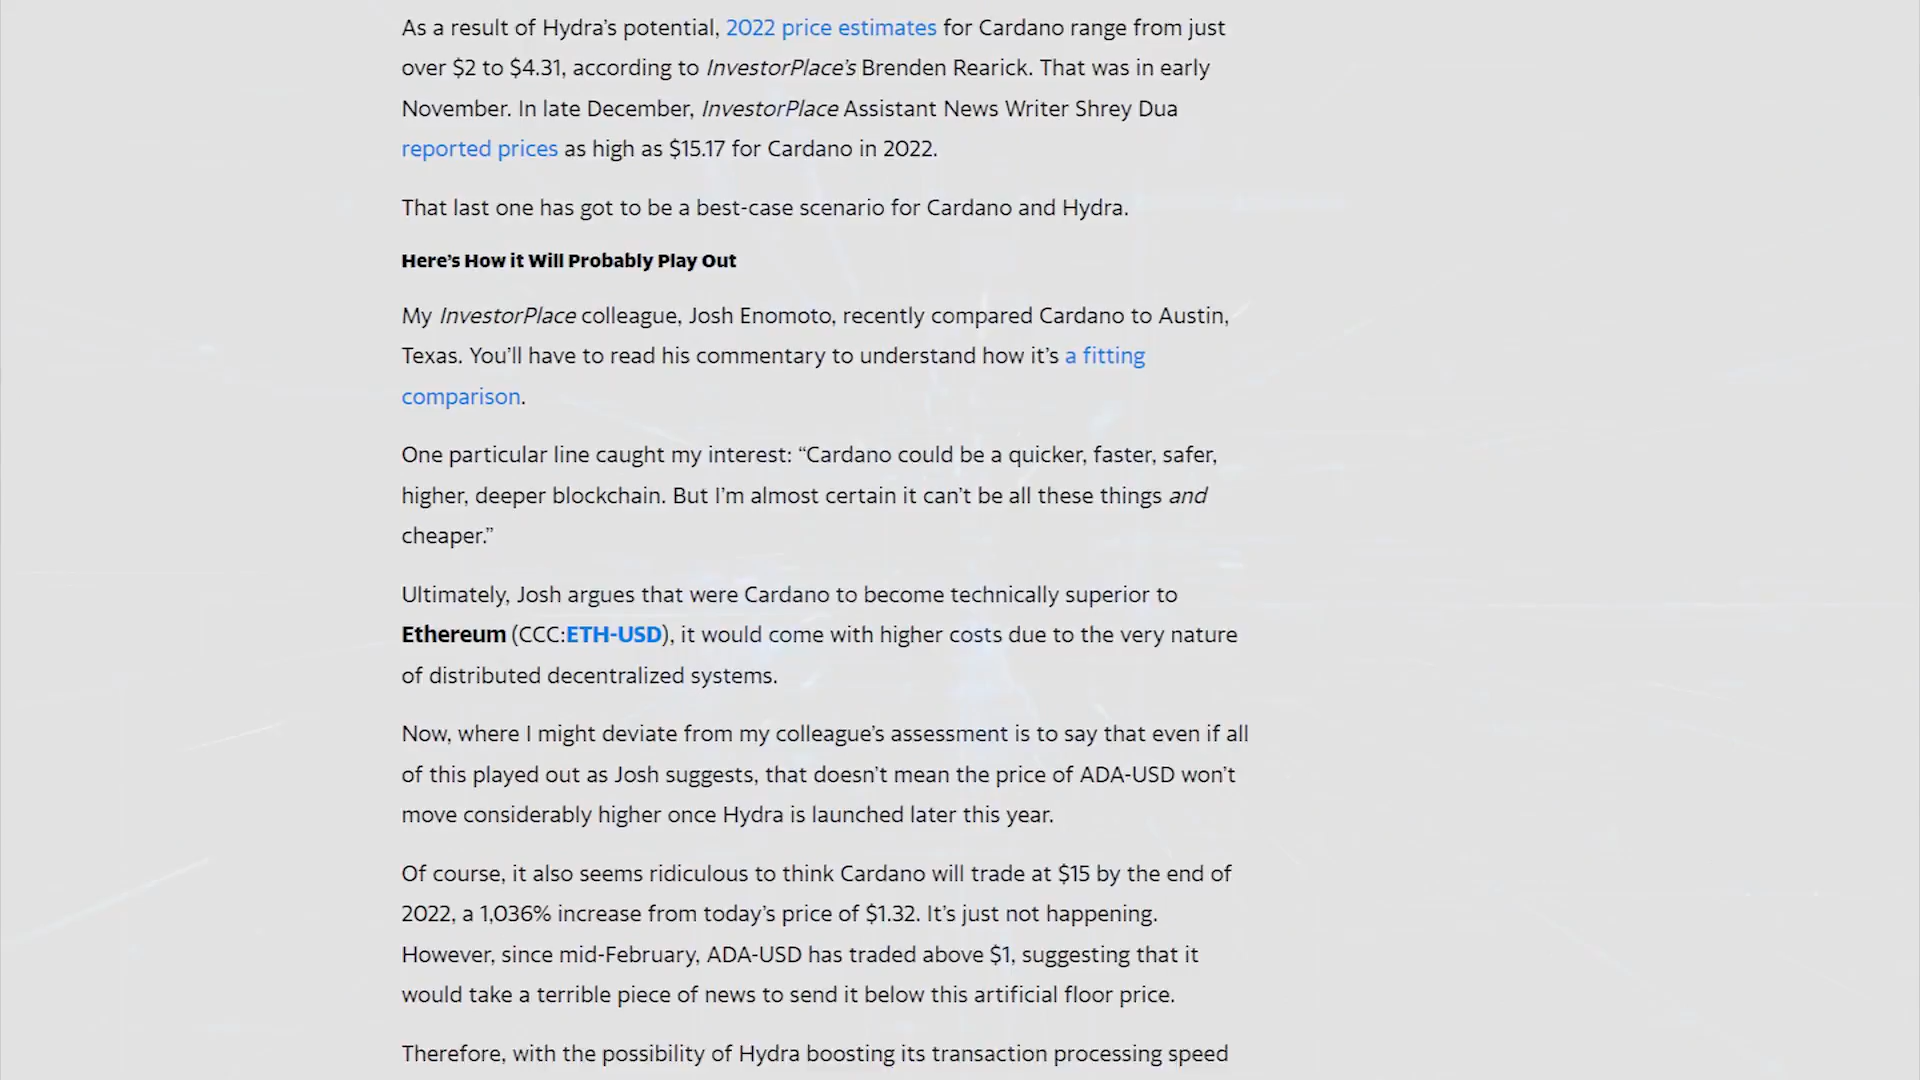 As a result of Hydra’s potential, 2022 price estimates for Cardano range from just
over $2 to $4.31, according to InvestorPlace’s Brenden Rearick. That was in early
November. In late December, InvestorPlace Assistant News Writer Shrey Dua
reported prices as high as $15.17 for Cardano in 2022.
That last one has got to be a best-case scenario for Cardano and Hydra.
Here’s How it Will Probably Play Out
My InvestorPlace colleague, Josh Enomoto, recently compared Cardano to Austin,
Texas. You’ll have to read his commentary to understand how it’s a fitting
comparison.
One particular line caught my interest: “Cardano could be a quicker, faster, safer,
higher, deeper blockchain. But I’m almost certain it can’t be all these things and
cheaper.”
Ultimately, Josh argues that were Cardano to become technically superior to
Ethereum (CCC:ETH-USD), it would come with higher costs due to the very nature
of distributed decentralized systems.
Now, where I might deviate from my colleague’s assessment is to say that even if all
of this played out as Josh suggests, that doesn’t mean the price of ADA-USD won’t
move considerably higher once Hydra is launched later this year.
Of course, it also seems ridiculous to think Cardano will trade at $15 by the end of
2022, a 1,036% increase from today’s price of $1.32. It’s just not happening.
However, since mid-February, ADA-USD has traded above $1, suggesting that it
would take a terrible piece of news to send it below this artificial floor price.
Therefore, with the possibility of Hydra boosting its transaction processing speed